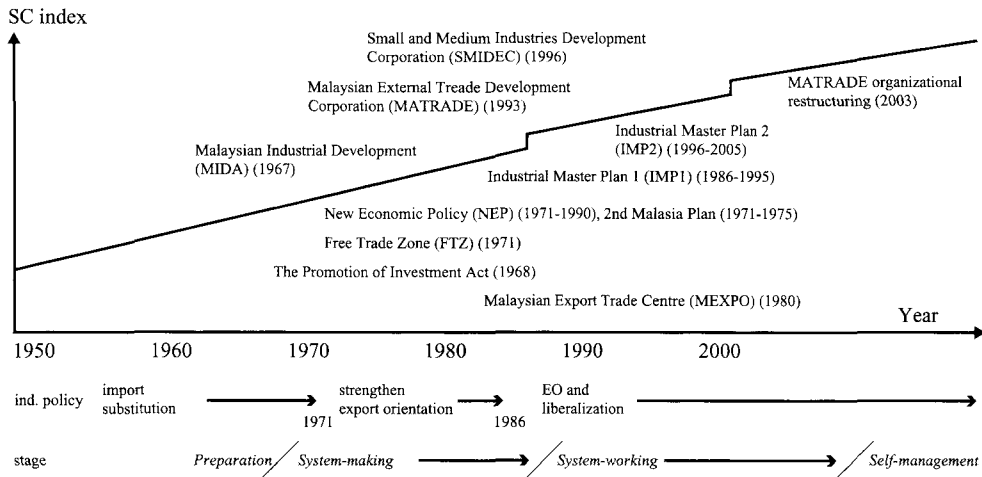 SC index
Small and Medium Industries Development
Corporation (SMIDEC) (1996)
Malaysian External Treade Development
Corporation (MATRADE) (1993)
MATRADE organizational
restructuring (2003)
Malaysian Industrial Development
(MIDA) (1967)
Industrial Master Plan 2
(IMP2) (1996-2005)
Industrial Master Plan 1 (IMP1) (1986-1995)
New Economic Policy (NEP) (1971-1990), 2nd Malasia Plan (1971-1975)
Free Trade Zone (FTZ) (1971)
The Promotion of Investment Act (1968)
Malaysian Export Trade Centre (MEXPO) (1980)
Year
1950 1960 1970 1980 1990 2000
ind. policy
import
substitution
1971
strengthen
export orientation
1986
EO and
liberalization
stage Preparation System-making System-working Self-management